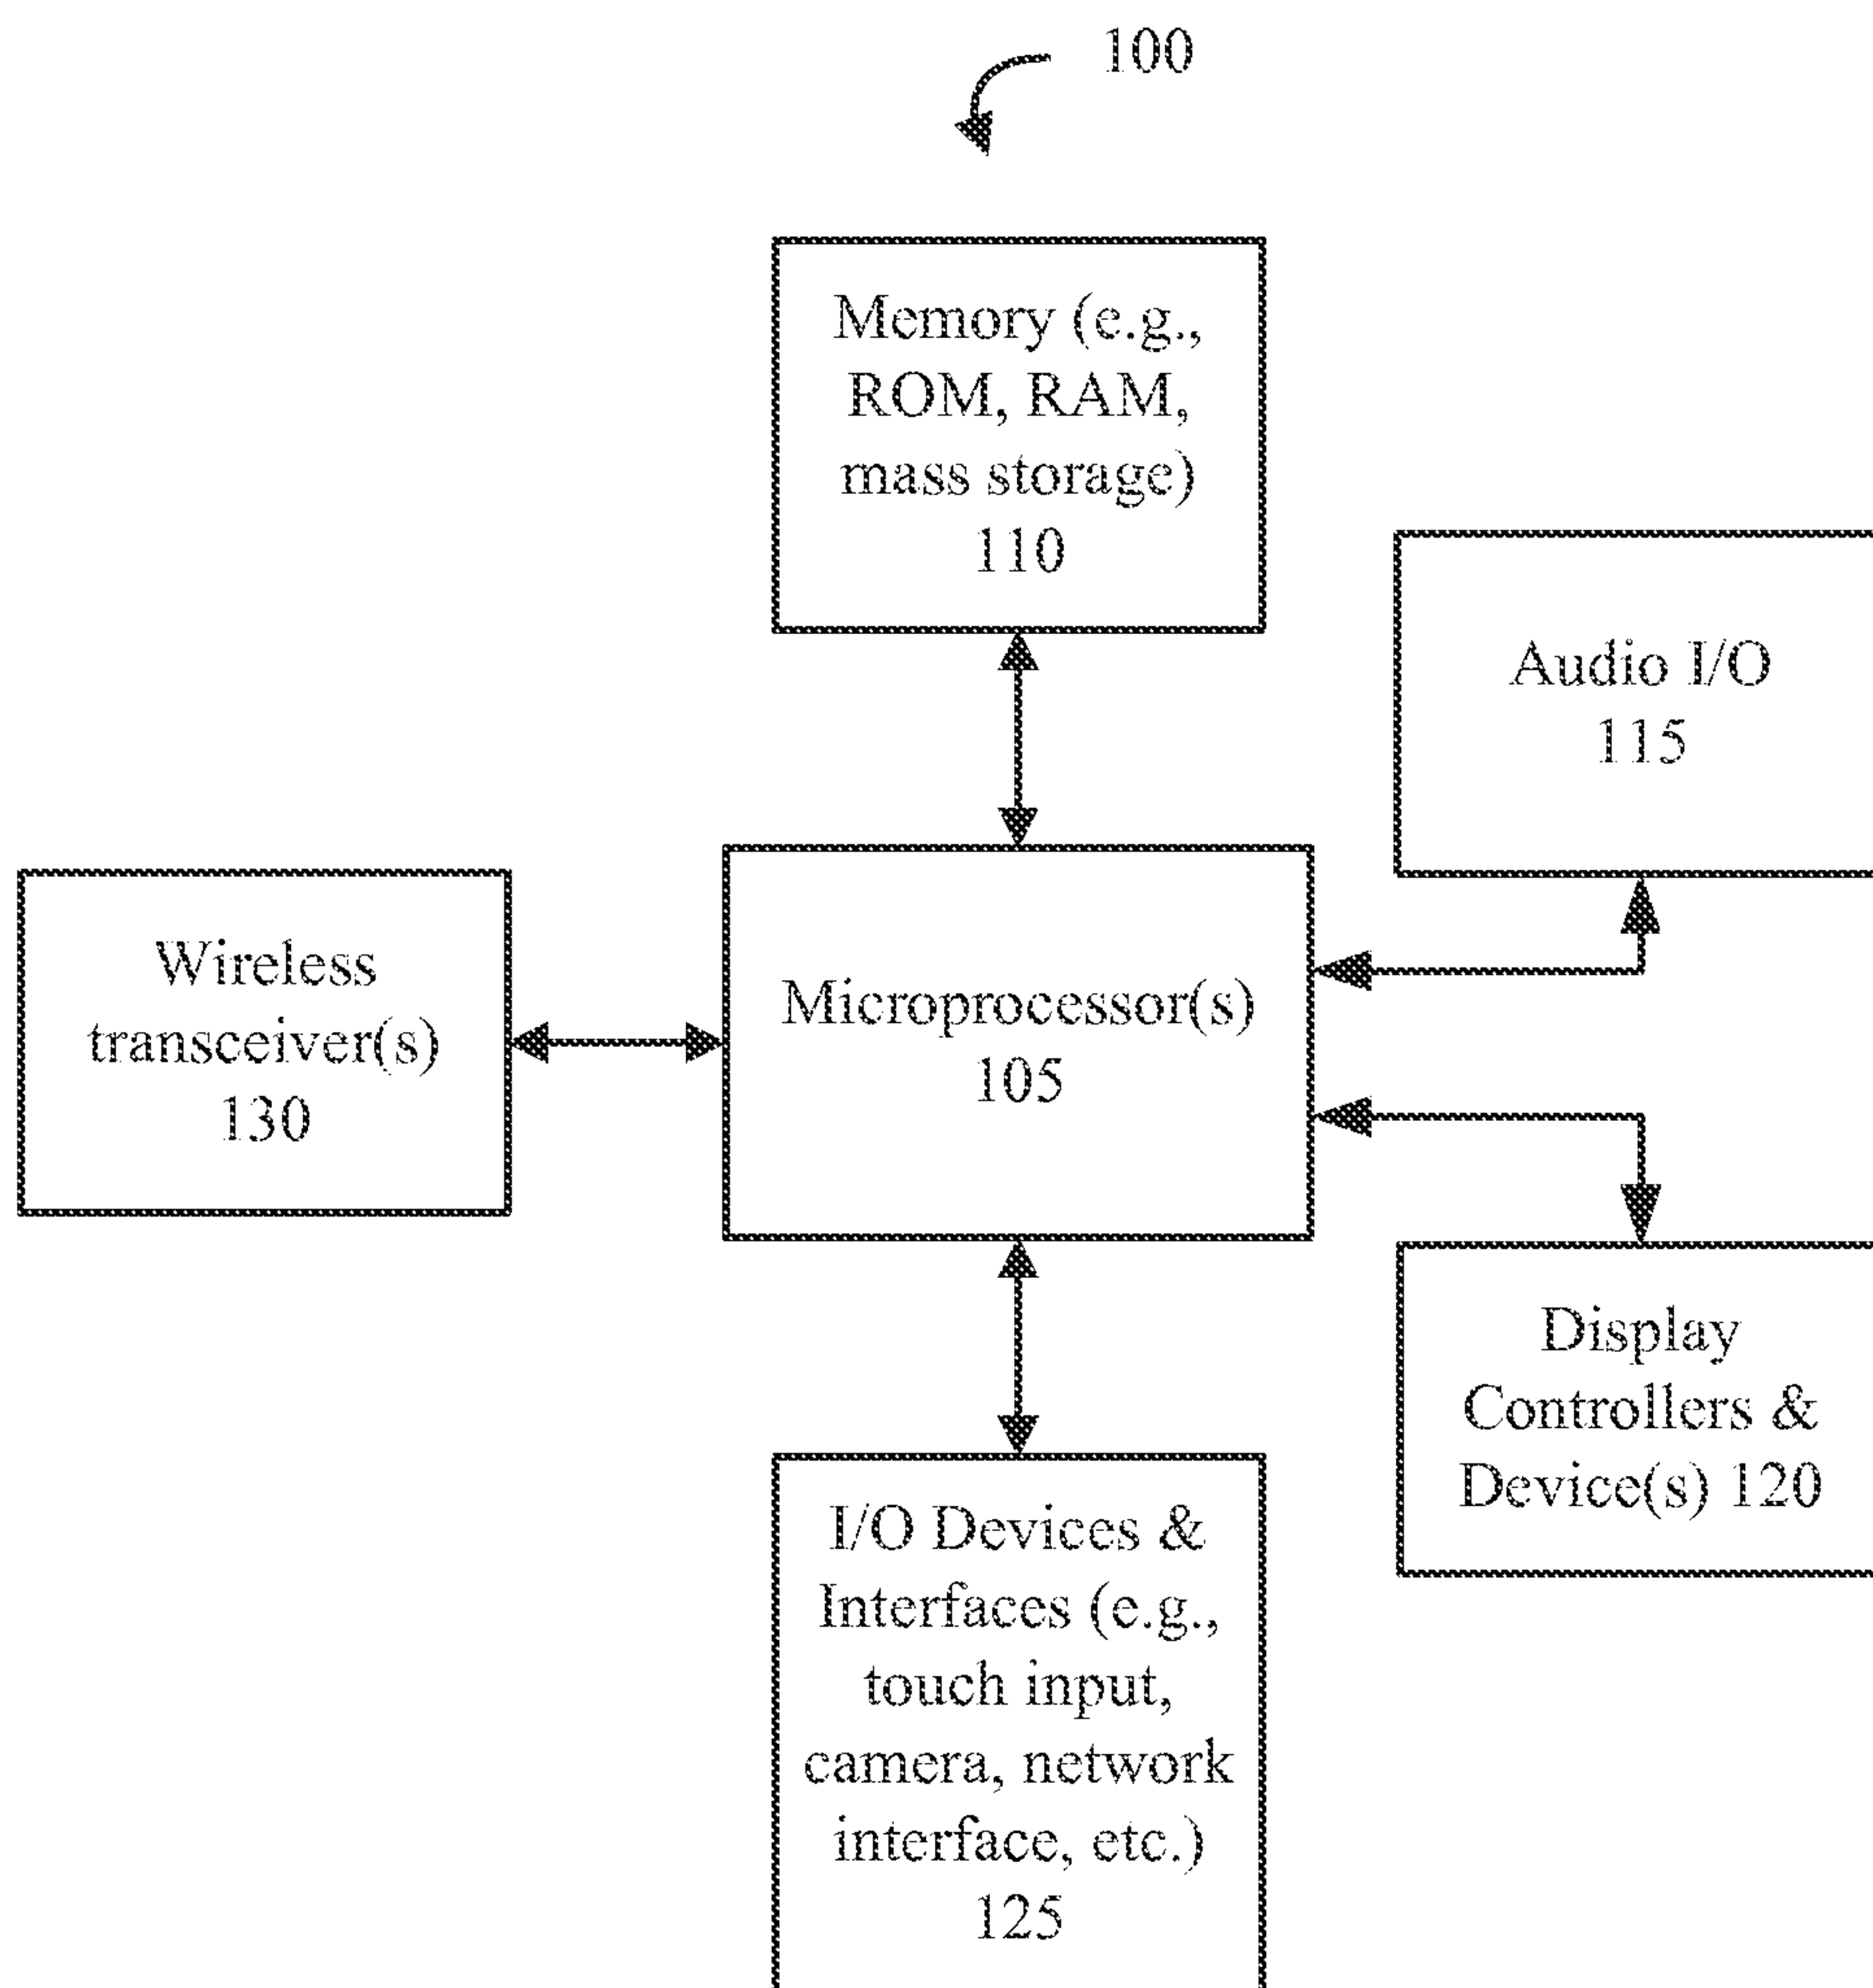 100
Memory (e.g.,
ROM, RAM,
mass storage)
110
Audio I/O
115
Wireless
transceiver(s)
130
Microprocessor(s)
105
Display
Controllers &
Device(s) 120
I/O Devices &
Interfaces (e.g.,
touch input,
camera, network
interface, etc.)
125